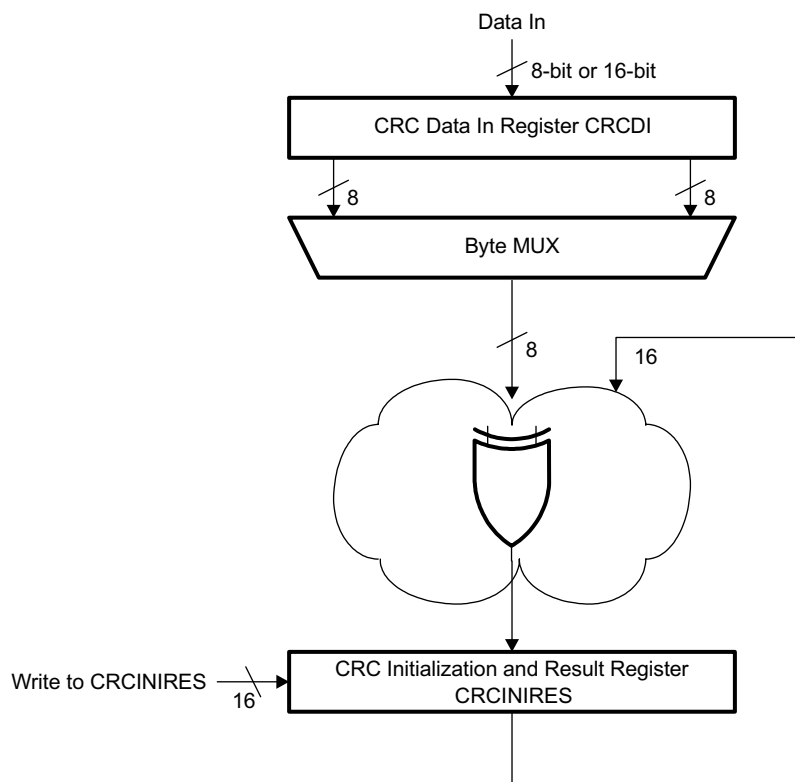 Data In
8-bit or 16-bit
CRC Data In Register CRCDI
8
8
Byte MUX
8
16
CRC Initialization and Result Register
CRCINIRES
Write to CRCINIRES
16